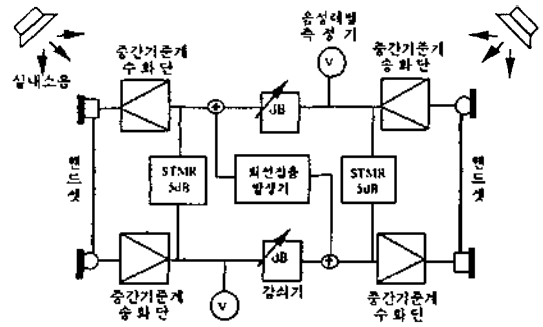 음성레벨
측정기
중간기준계
수화단
중간기준계
송화단
실내소음
V
dB
핸드셋
STMR
5dB
회선잡음
발생기
STMR
5dB
핸드셋
dB
중간기준계
송화단
V
감쇠기
중간기준계
수화단